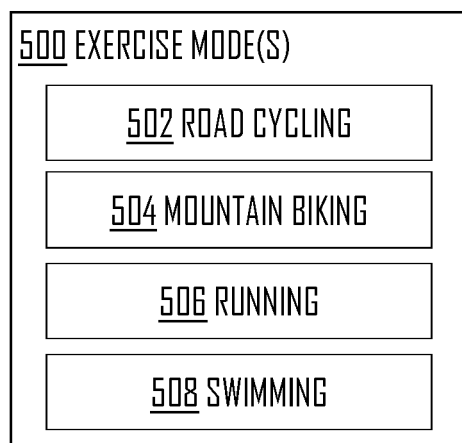 500 EXERCISE MODE(S)
502 ROAD CYCLING
504 MOUNTAIN BIKING
506 RUNNING
508 SWIMMING